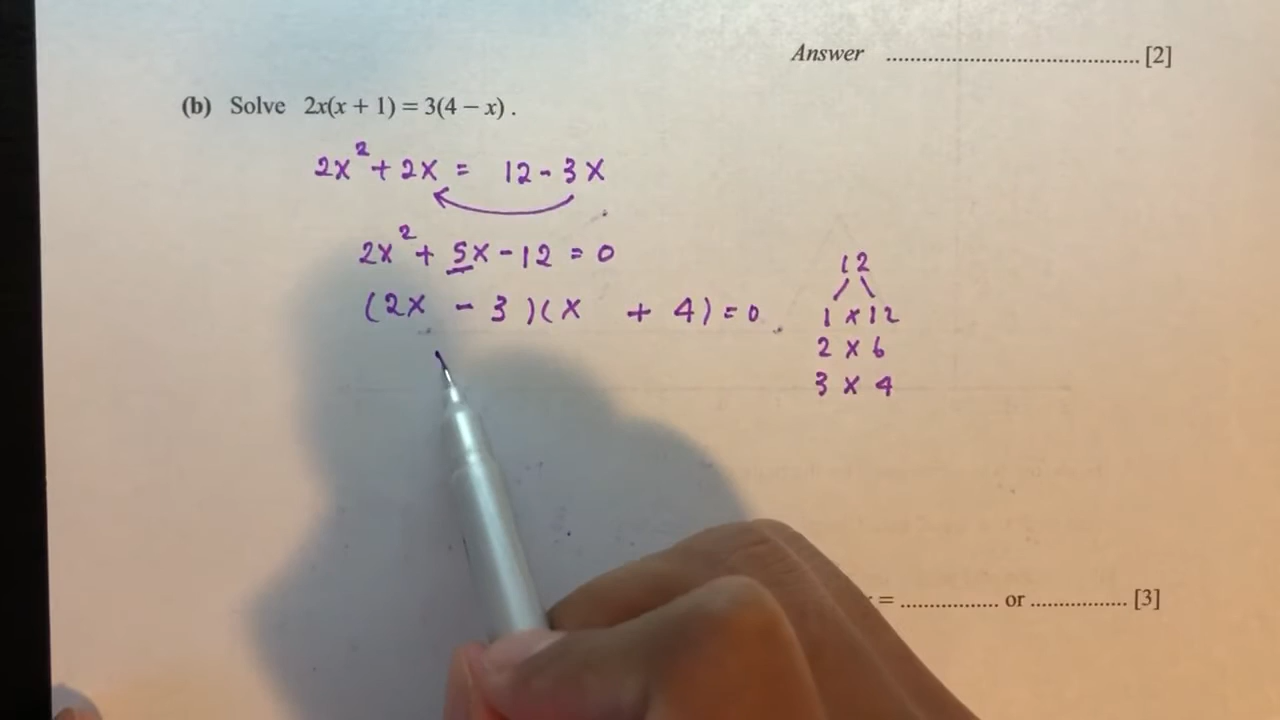 Answer ........................................ [2]
(b) Solve 2x(x + 1) = 3(4 – x) .
2x² + 2x = 12 - 3x
2x² + 5x - 12 = 0
(2x - 3)(x + 4) = 0
12
1 x 12
2 x 6
3 x 4
= ................ or ................ [3]